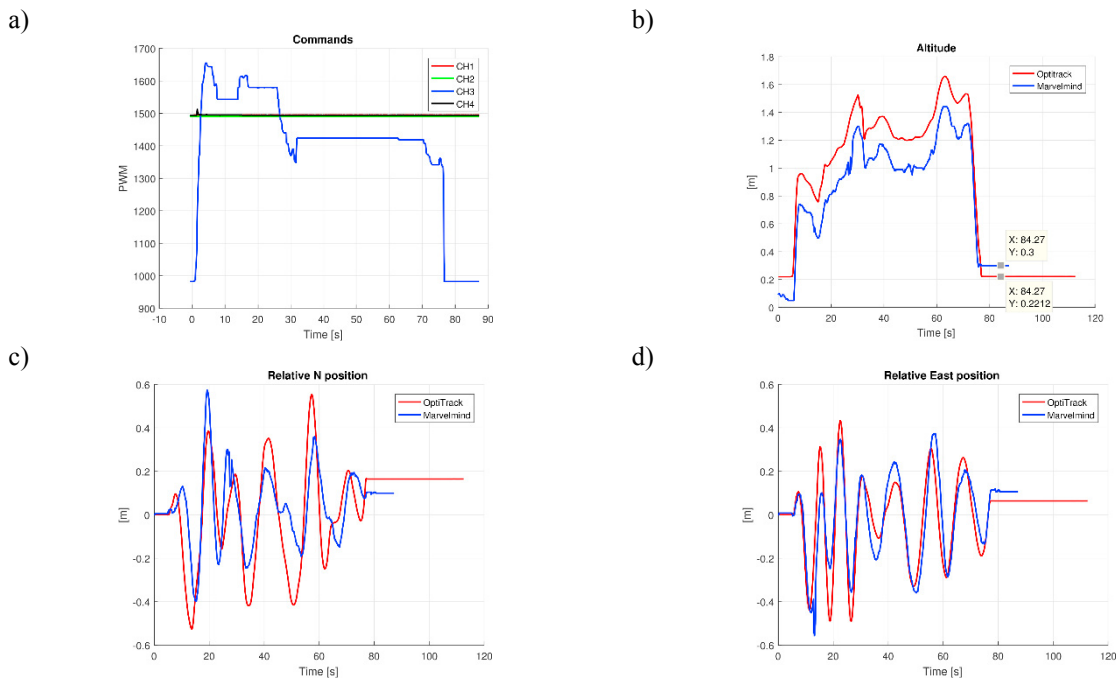 a)
Commands
1700
1600
1500
1400
1300
1200
1100
1000
900
PWM
CH1
CH2
CH3
CH4
-10 0 10 20 30 40 50 60 70 80 90
Time [s]
b)
Altitude
1.8
1.6
1.4
1.2
1
0.8
0.6
0.4
0.2
0
[m]
Optitrack
Marvelmind
X: 84.27
Y: 0.3
X: 84.27
Y: 0.2212
0 20 40 60 80 100 120
Time [s]
c)
Relative N position
0.6
0.4
0.2
0
-0.2
-0.4
-0.6
[m]
OptiTrack
Marvelmind
0 20 40 60 80 100 120
Time [s]
d)
Relative East position
0.6
0.4
0.2
0
-0.2
-0.4
-0.6
[m]
OptiTrack
Marvelmind
0 20 40 60 80 100 120
Time [s]